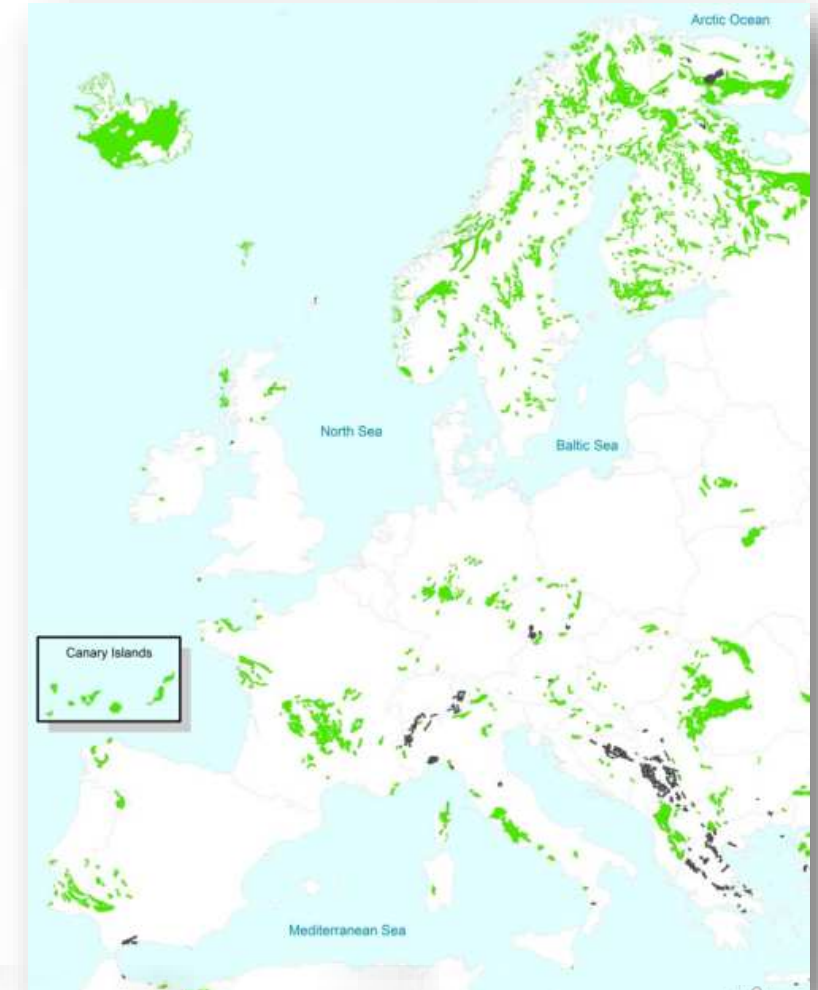 Arctic Ocean
North Sea
Baltic Sea
Canary Islands
Mediterranean Sea